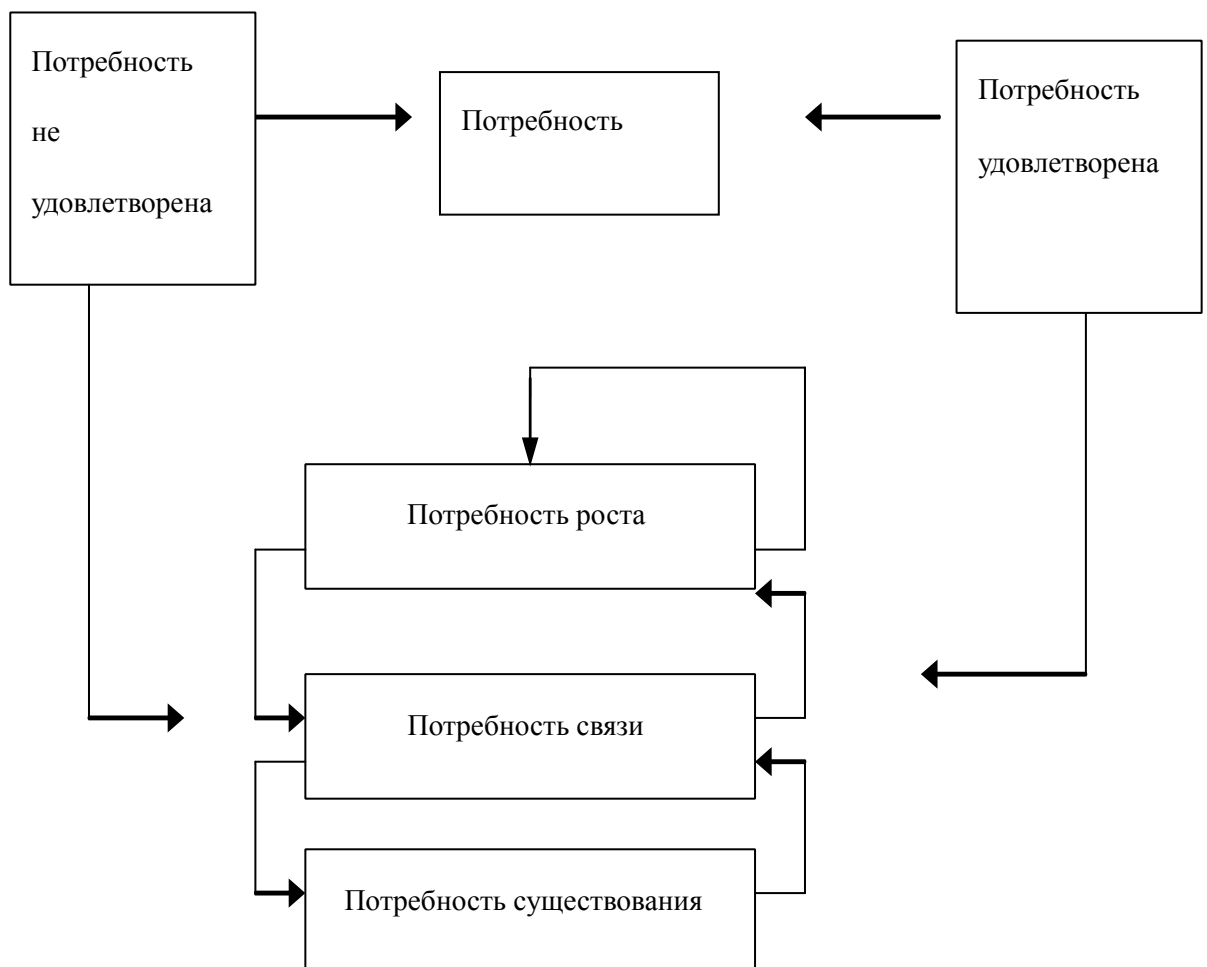 Потребность
не
удовлетворена
Потребность
Потребность
удовлетворена
Потребность роста
Потребность связи
Потребность существования